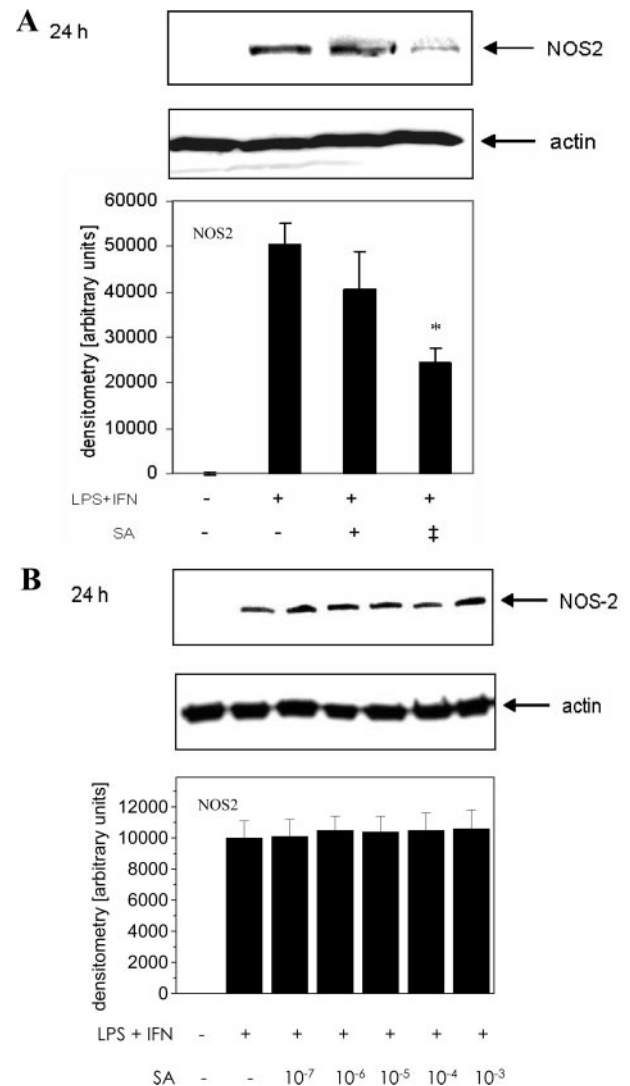 A 24 h
NOS2
actin
densitometry [arbitrary units]
60000
50000
40000
30000
20000
10000
0
NOS2
*
LPS+IFN - + + +
SA - - + ‡
B 24 h
NOS-2
actin
densitometry [arbitrary units]
12000
10000
8000
6000
4000
2000
0
NOS2
LPS + IFN - + + + + + +
SA - - 10⁻⁷ 10⁻⁶ 10⁻⁵ 10⁻⁴ 10⁻³